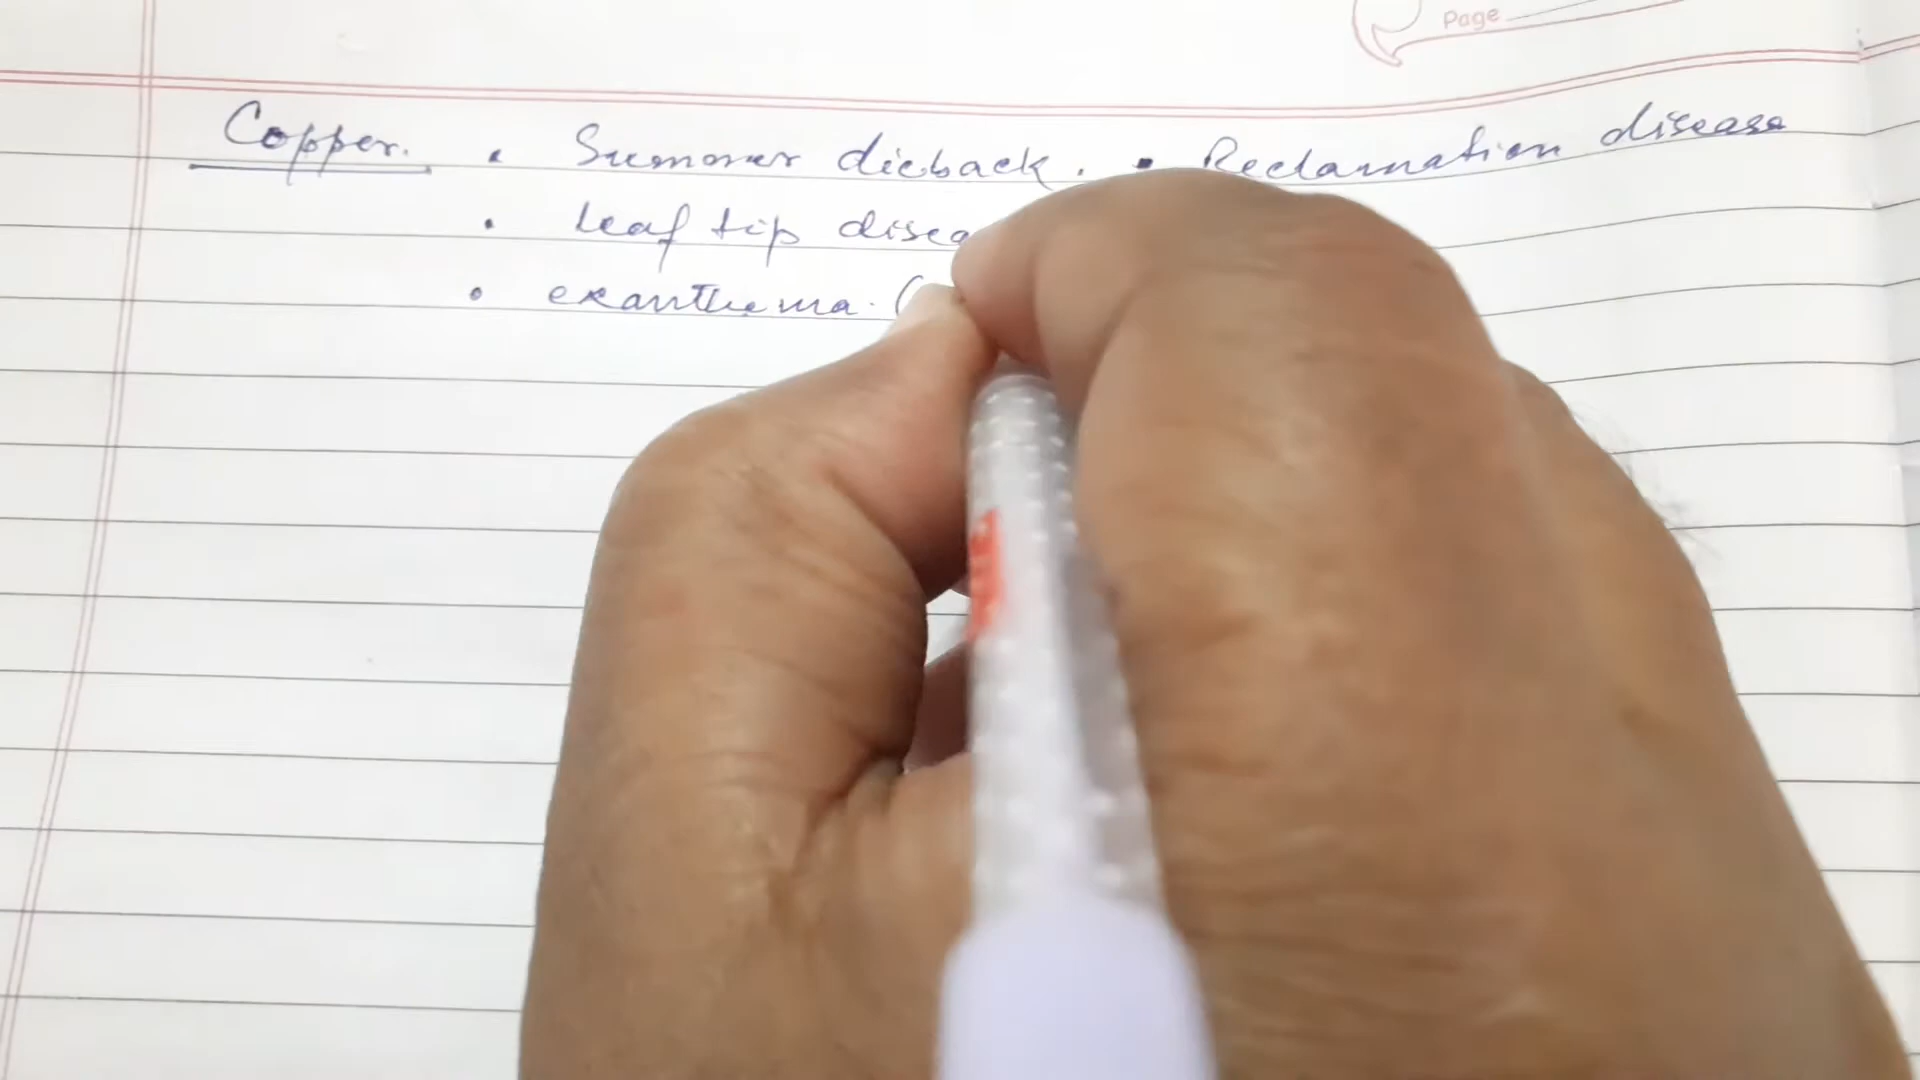 Page
Copper. • Summer dieback. • Reclamation disease
• leaf tip disea
• exanthema. (